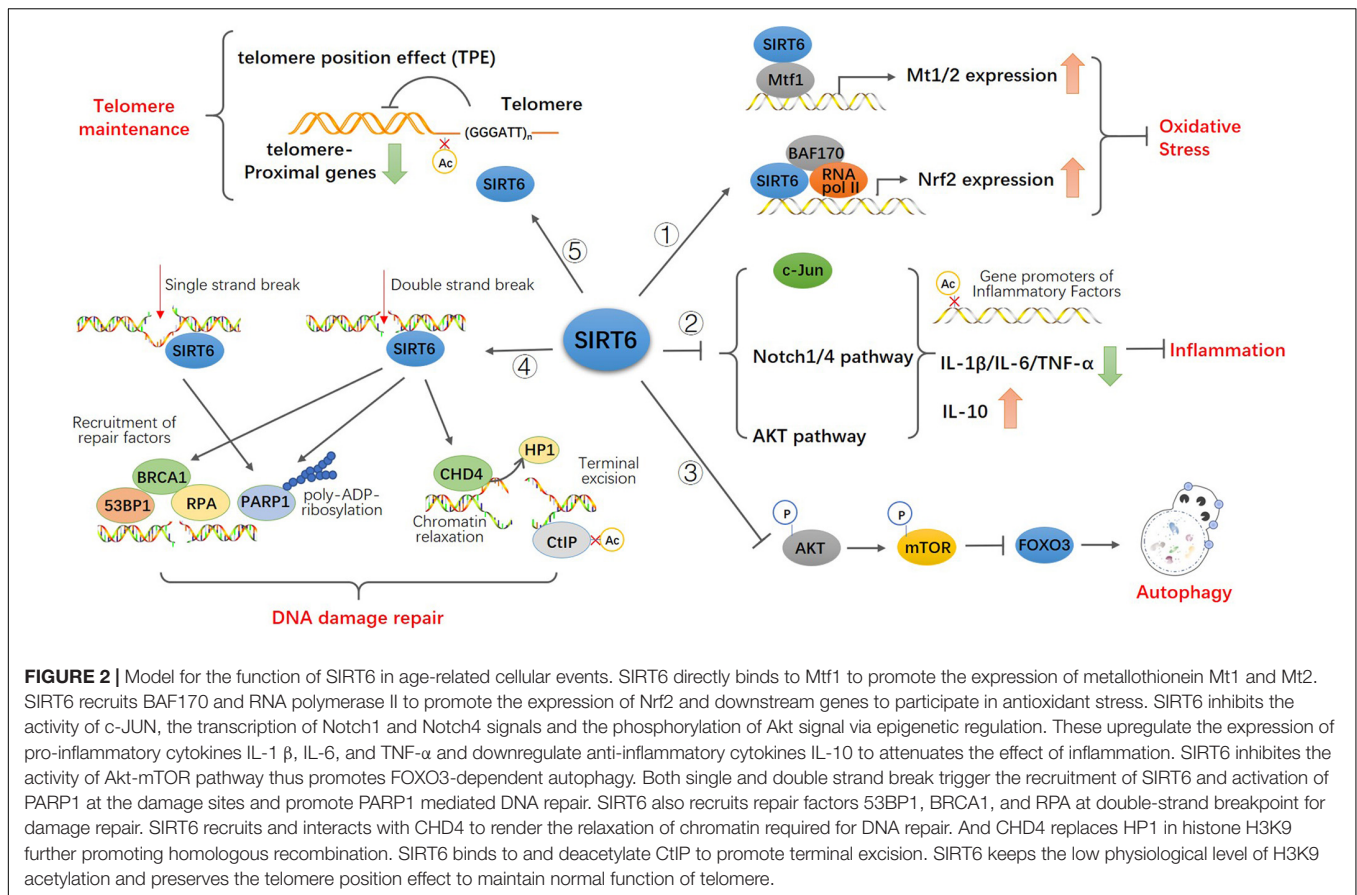 telomere position effect (TPE)
Telomere
maintenance
Telomere
(GGGATT)n
Ac
telomere-
Proximal genes
SIRT6
SIRT6
Mtf1
Mt1/2 expression
BAF170
SIRT6
RNA
pol II
Nrf2 expression
Oxidative
Stress
⑤
①
Single strand break
Double strand break
SIRT6
SIRT6
④
SIRT6
②
c-Jun
Notch1/4 pathway
AKT pathway
Ac
Gene promoters of
Inflammatory Factors
IL-1β/IL-6/TNF-α
IL-10
Inflammation
Recruitment of
repair factors
BRCA1
53BP1
RPA
PARP1
poly-ADP-
ribosylation
CHD4
HP1
Chromatin
relaxation
Terminal
excision
CtIP
Ac
DNA damage repair
③
P
AKT
P
mTOR
FOXO3
Autophagy
FIGURE 2 | Model for the function of SIRT6 in age-related cellular events. SIRT6 directly binds to Mtf1 to promote the expression of metallothionein Mt1 and Mt2.
SIRT6 recruits BAF170 and RNA polymerase II to promote the expression of Nrf2 and downstream genes to participate in antioxidant stress. SIRT6 inhibits the
activity of c-JUN, the transcription of Notch1 and Notch4 signals and the phosphorylation of Akt signal via epigenetic regulation. These upregulate the expression of
pro-inflammatory cytokines IL-1 β, IL-6, and TNF-α and downregulate anti-inflammatory cytokines IL-10 to attenuates the effect of inflammation. SIRT6 inhibites the
activity of Akt-mTOR pathway thus promotes FOXO3-dependent autophagy. Both single and double strand break trigger the recruitment of SIRT6 and activation of
PARP1 at the damage sites and promote PARP1 mediated DNA repair. SIRT6 also recruits repair factors 53BP1, BRCA1, and RPA at double-strand breakpoint for
damage repair. SIRT6 recruits and interacts with CHD4 to render the relaxation of chromatin required for DNA repair. And CHD4 replaces HP1 in histone H3K9
further promoting homologous recombination. SIRT6 binds to and deacetylate CtIP to promote terminal excision. SIRT6 keeps the low physiological level of H3K9
acetylation and preserves the telomere position effect to maintain normal function of telomere.